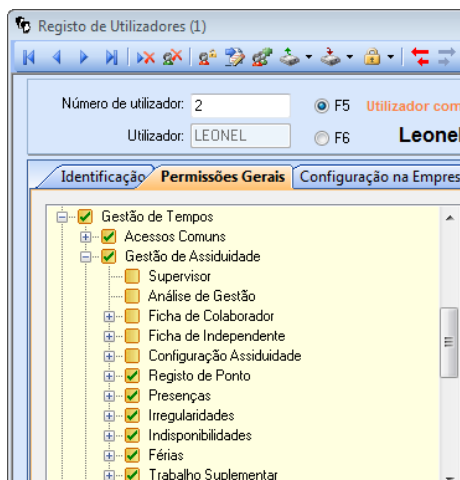 Registo de Utilizadores (1)
Número de utilizador: 2 F5 Utilizador com
Utilizador: LEONEL F6 Leonel
Identificação Permissões Gerais Configuração na Empres
Gestão de Tempos
Acessos Comuns
Gestão de Assiduidade
Supervisor
Análise de Gestão
Ficha de Colaborador
Ficha de Independente
Configuração Assiduidade
Registo de Ponto
Presenças
Irregularidades
Indisponibilidades
Férias
Trabalho Suplementar